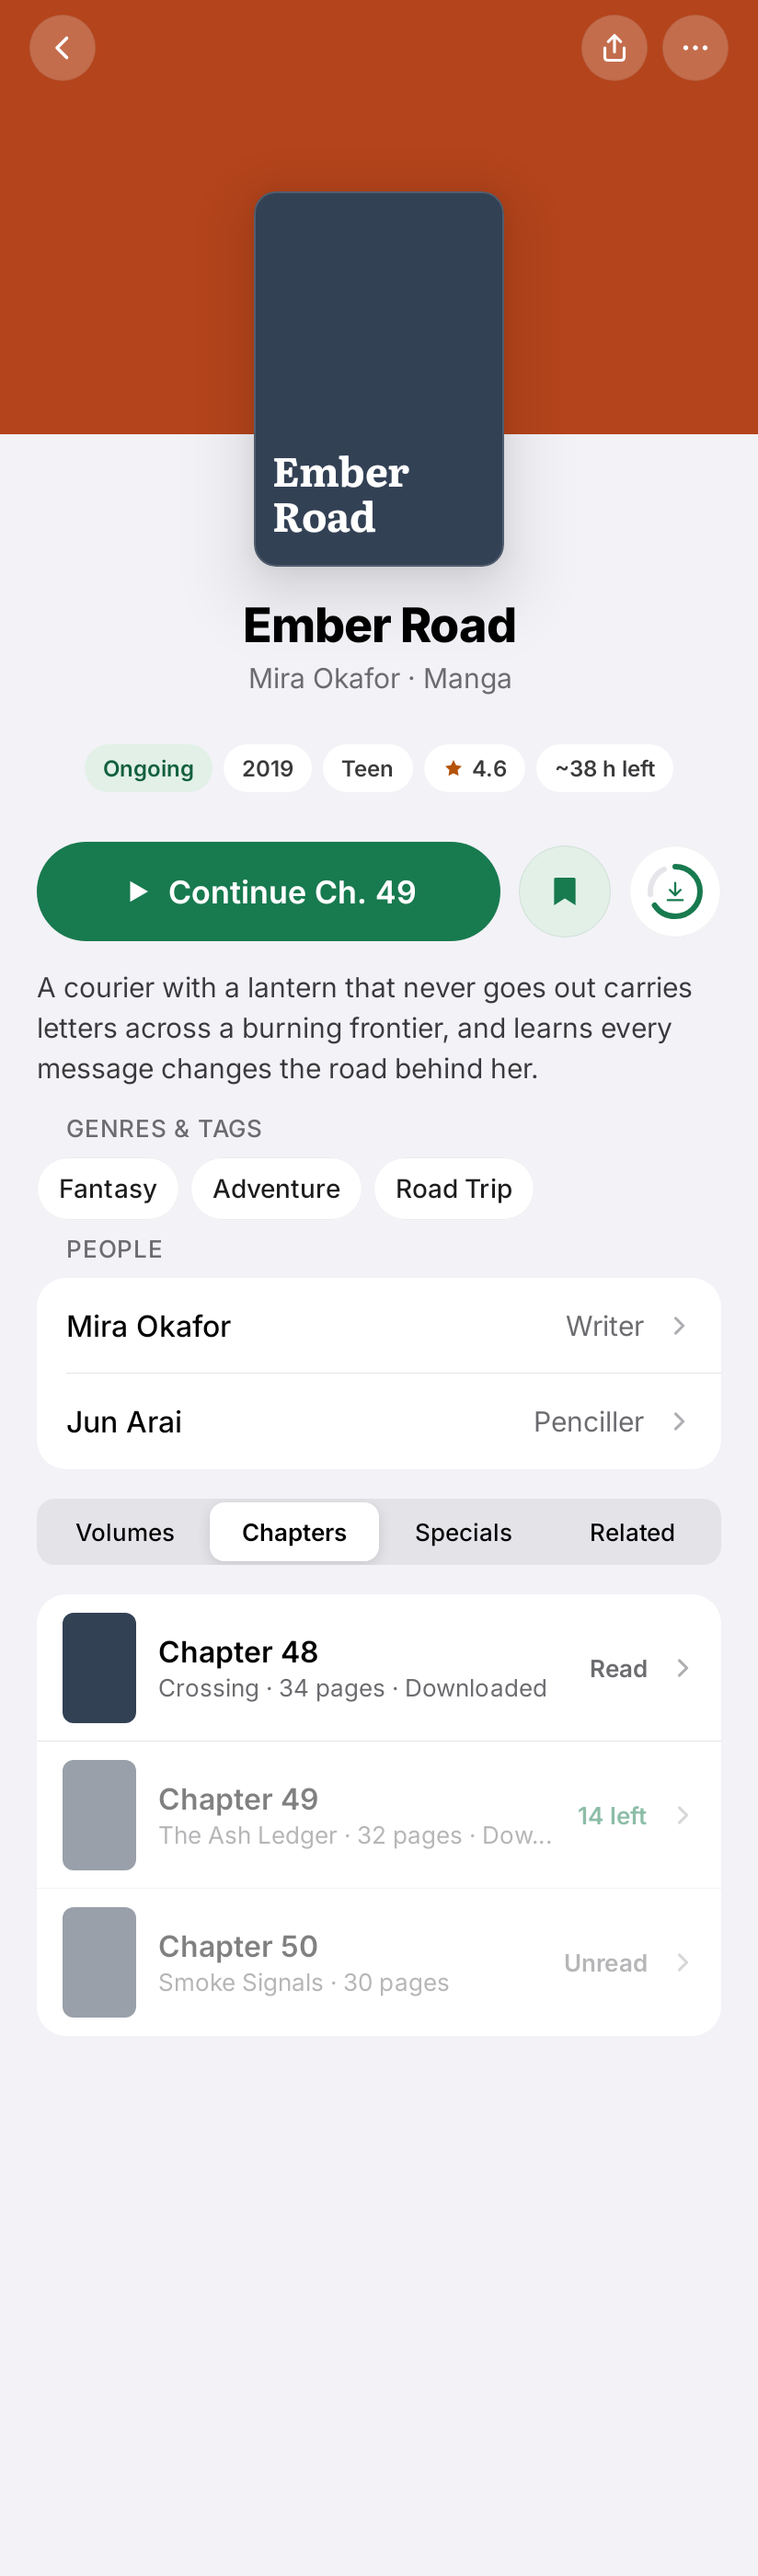 Ember
Road
Ember Road
Mira Okafor · Manga
Ongoing 2019 Teen ★ 4.6 ~38 h left
Continue Ch. 49
A courier with a lantern that never goes out carries
letters across a burning frontier, and learns every
message changes the road behind her.
GENRES & TAGS
Fantasy Adventure Road Trip
PEOPLE
Mira Okafor Writer
Jun Arai Penciller
Volumes Chapters Specials Related
Chapter 48
Crossing · 34 pages · Downloaded
Read
Chapter 49
The Ash Ledger · 32 pages · Dow...
14 left
Chapter 50
Smoke Signals · 30 pages
Unread